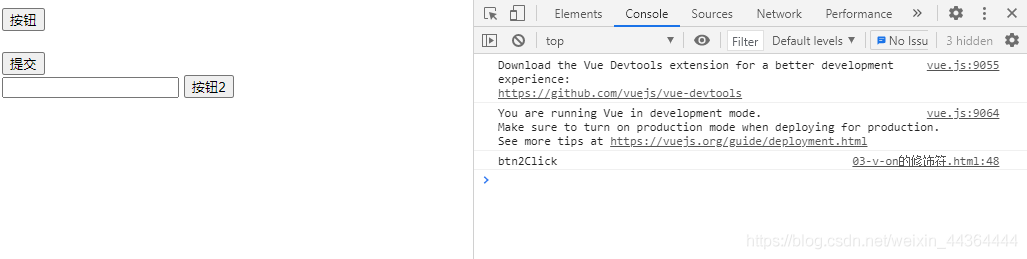 按钮
提交
按钮2
Elements Console Sources Network Performance »
top Filter Default levels No Issu 3 hidden
Download the Vue Devtools extension for a better development vue.js:9055
experience:
https://github.com/vuejs/vue-devtools
You are running Vue in development mode. vue.js:9064
Make sure to turn on production mode when deploying for production.
See more tips at https://vuejs.org/guide/deployment.html
btn2Click 03-v-on的修饰符.html:48
https://blog.csdn.net/weixin_44364444